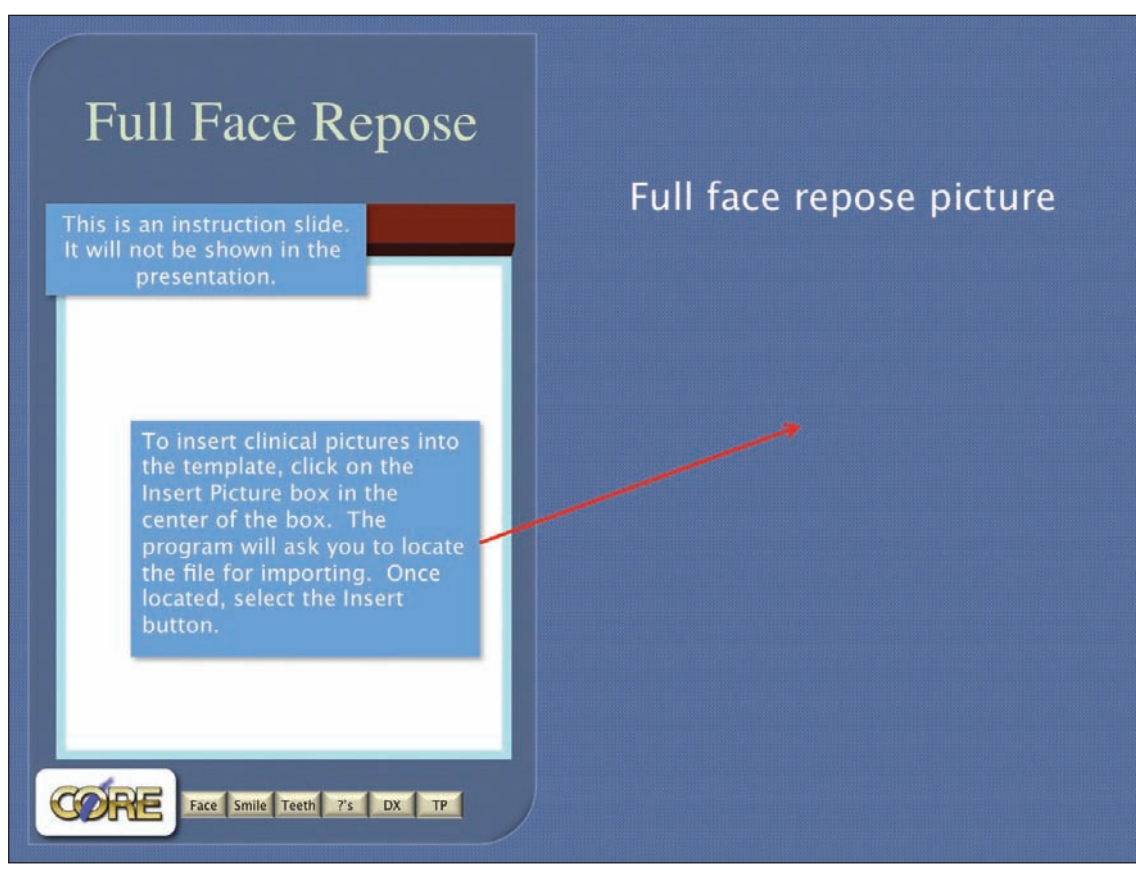 Full Face Repose
This is an instruction slide.
It will not be shown in the
presentation.
Full face repose picture
To insert clinical pictures into
the template, click on the
Insert Picture box in the
center of the box. The
program will ask you to locate
the file for importing. Once
located, select the Insert
button.
CORE
Face Smile Teeth ?'s DX TP